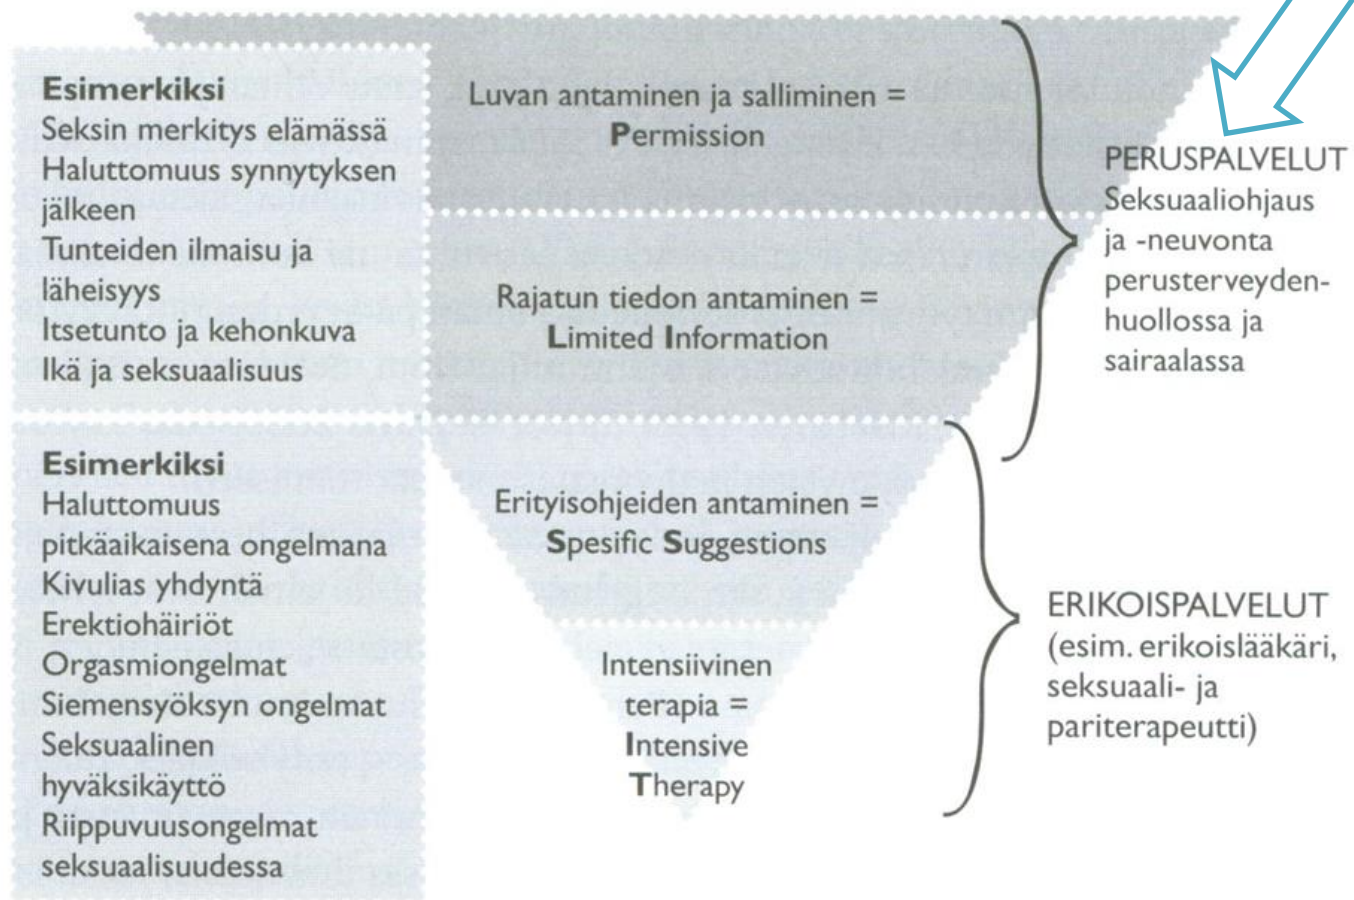 Esimerkiksi
Seksin merkitys elämässä
Haluttomuus synnytyksen
jälkeen
Tunteiden ilmaisu ja
läheisyys
Itsetunto ja kehonkuva
Ikä ja seksuaalisuus
Luvan antaminen ja salliminen =
Permission
Rajatun tiedon antaminen =
Limited Information
PERUSPALVELUT
Seksuaaliohjaus
ja -neuvonta
perusterveyden-
huollossa ja
sairaalassa
Esimerkiksi
Haluttomuus
pitkäaikaisena ongelmana
Kivulias yhdyntä
Erektiohäiriöt
Orgasmiongelmat
Siemensyöksyn ongelmat
Seksuaalinen
hyväksikäyttö
Riippuvuusongelmat
seksuaalisuudessa
Erityisohjeiden antaminen =
Spesific Suggestions
Intensiivinen
terapia =
Intensive
Therapy
ERIKOISPALVELUT
(esim. erikoislääkäri,
seksuaali- ja
pariterapeutti)